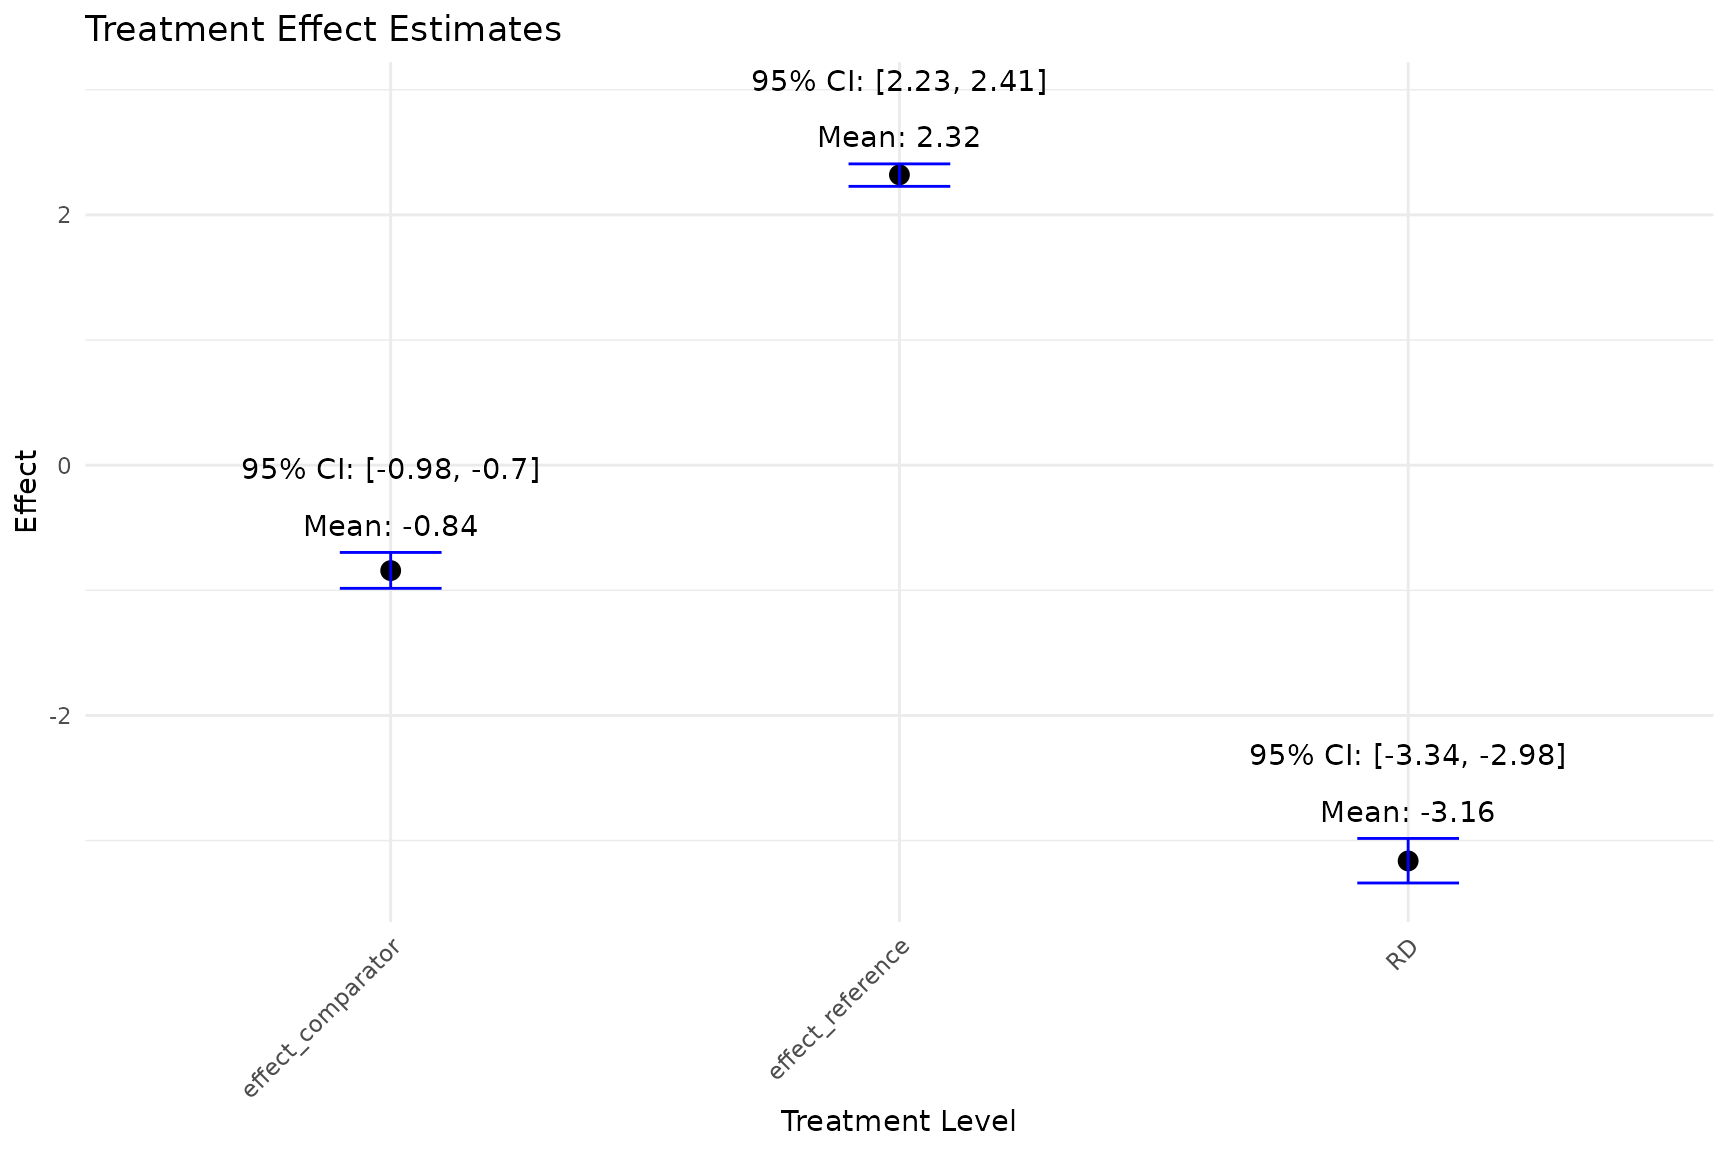 Treatment Effect Estimates
95% CI: [2.23, 2.41]
Mean: 2.32
2
Effect
0
95% CI: [-0.98, -0.7]
Mean: -0.84
-2
95% CI: [-3.34, -2.98]
Mean: -3.16
effect_comparator
effect_reference
RD
Treatment Level